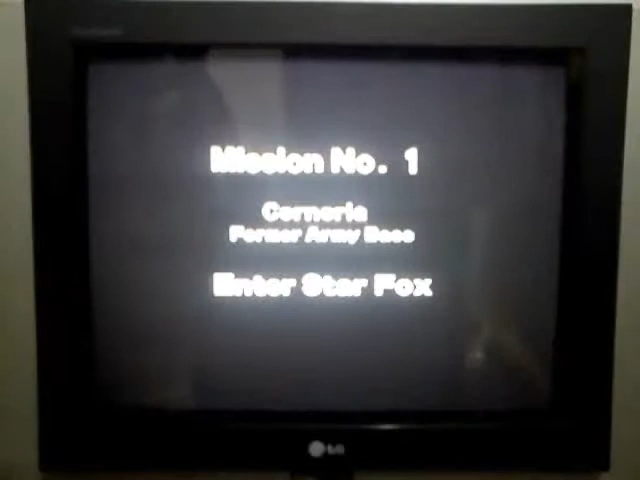 Mission No. 1
Corneria
Former Army Base
Enter Star Fox
LG